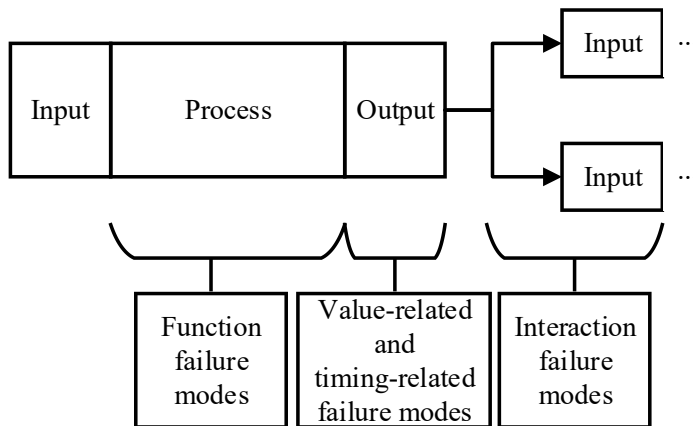 Input
Process
Output
Input
..
Input
..
Function
failure
modes
Value-related
and
timing-related
failure modes
Interaction
failure
modes